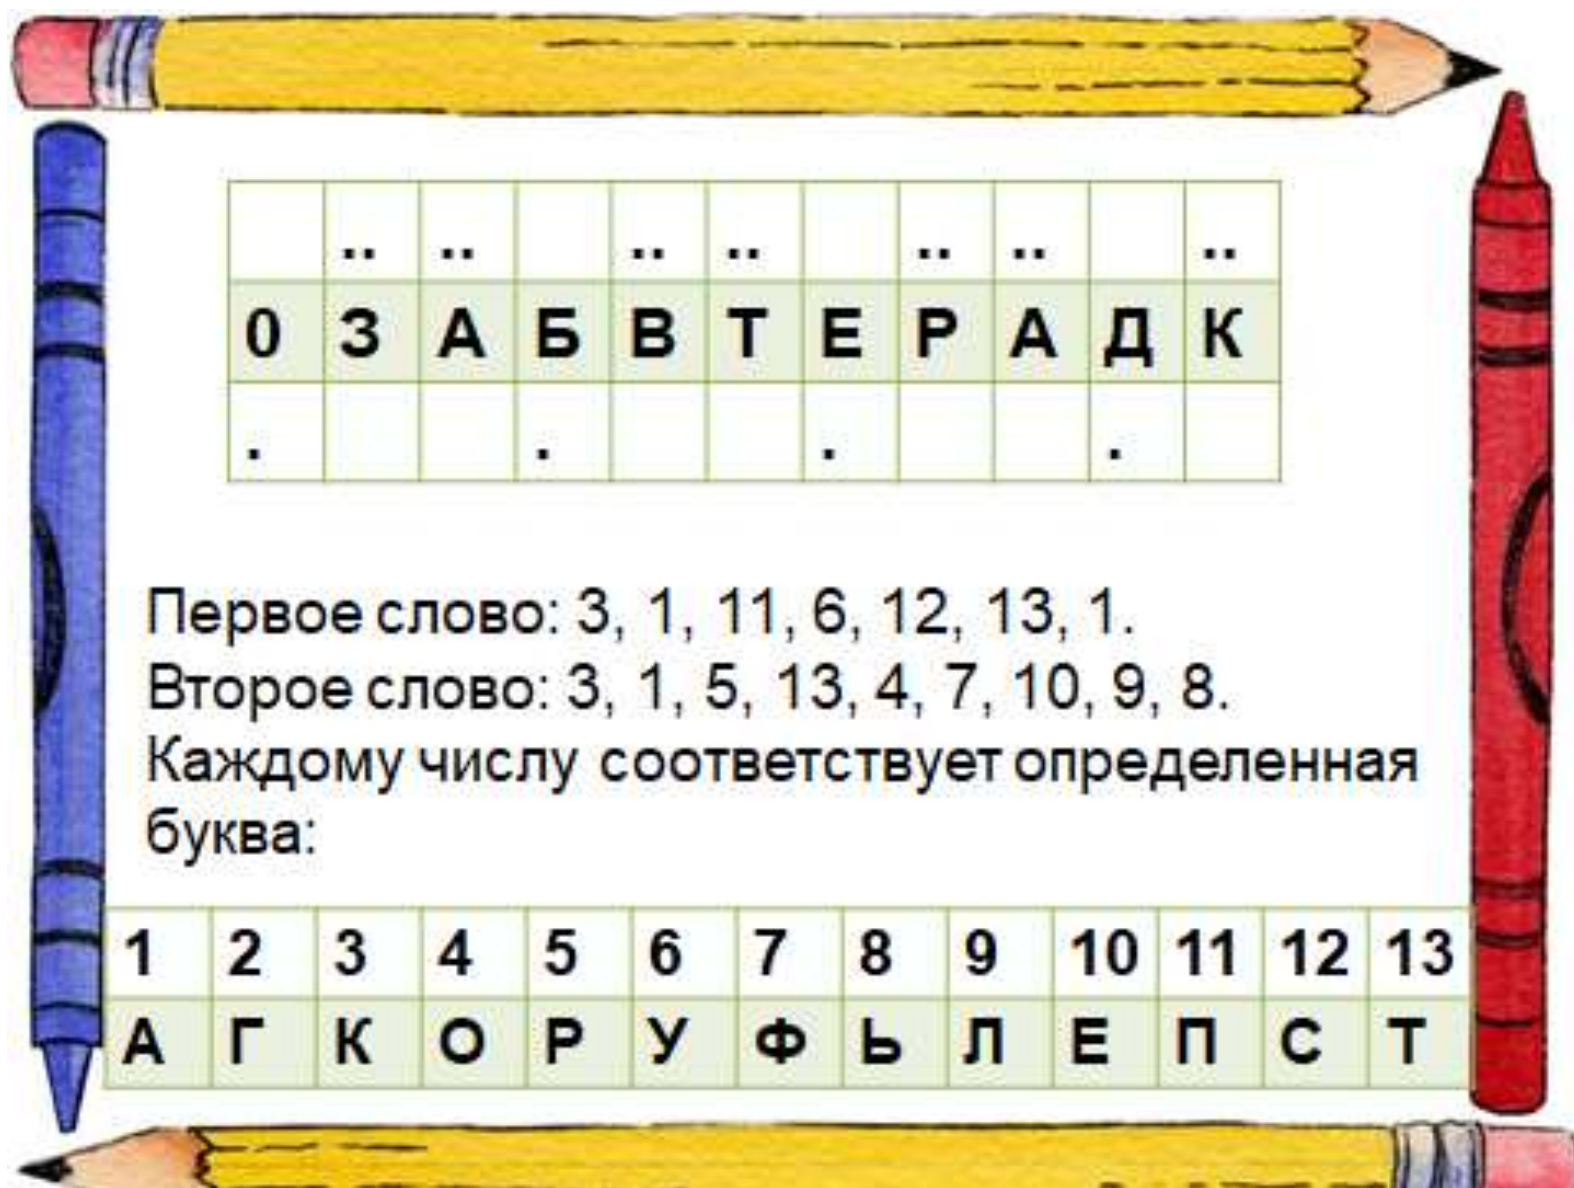 .. .. .. .. .. .. ..
0 З А Б В Т Е Р А Д К
. . . .
Первое слово: 3, 1, 11, 6, 12, 13, 1.
Второе слово: 3, 1, 5, 13, 4, 7, 10, 9, 8.
Каждому числу соответствует определенная
буква:
1 2 3 4 5 6 7 8 9 10 11 12 13
А Г К О Р У Ф Ь Л Е П С Т